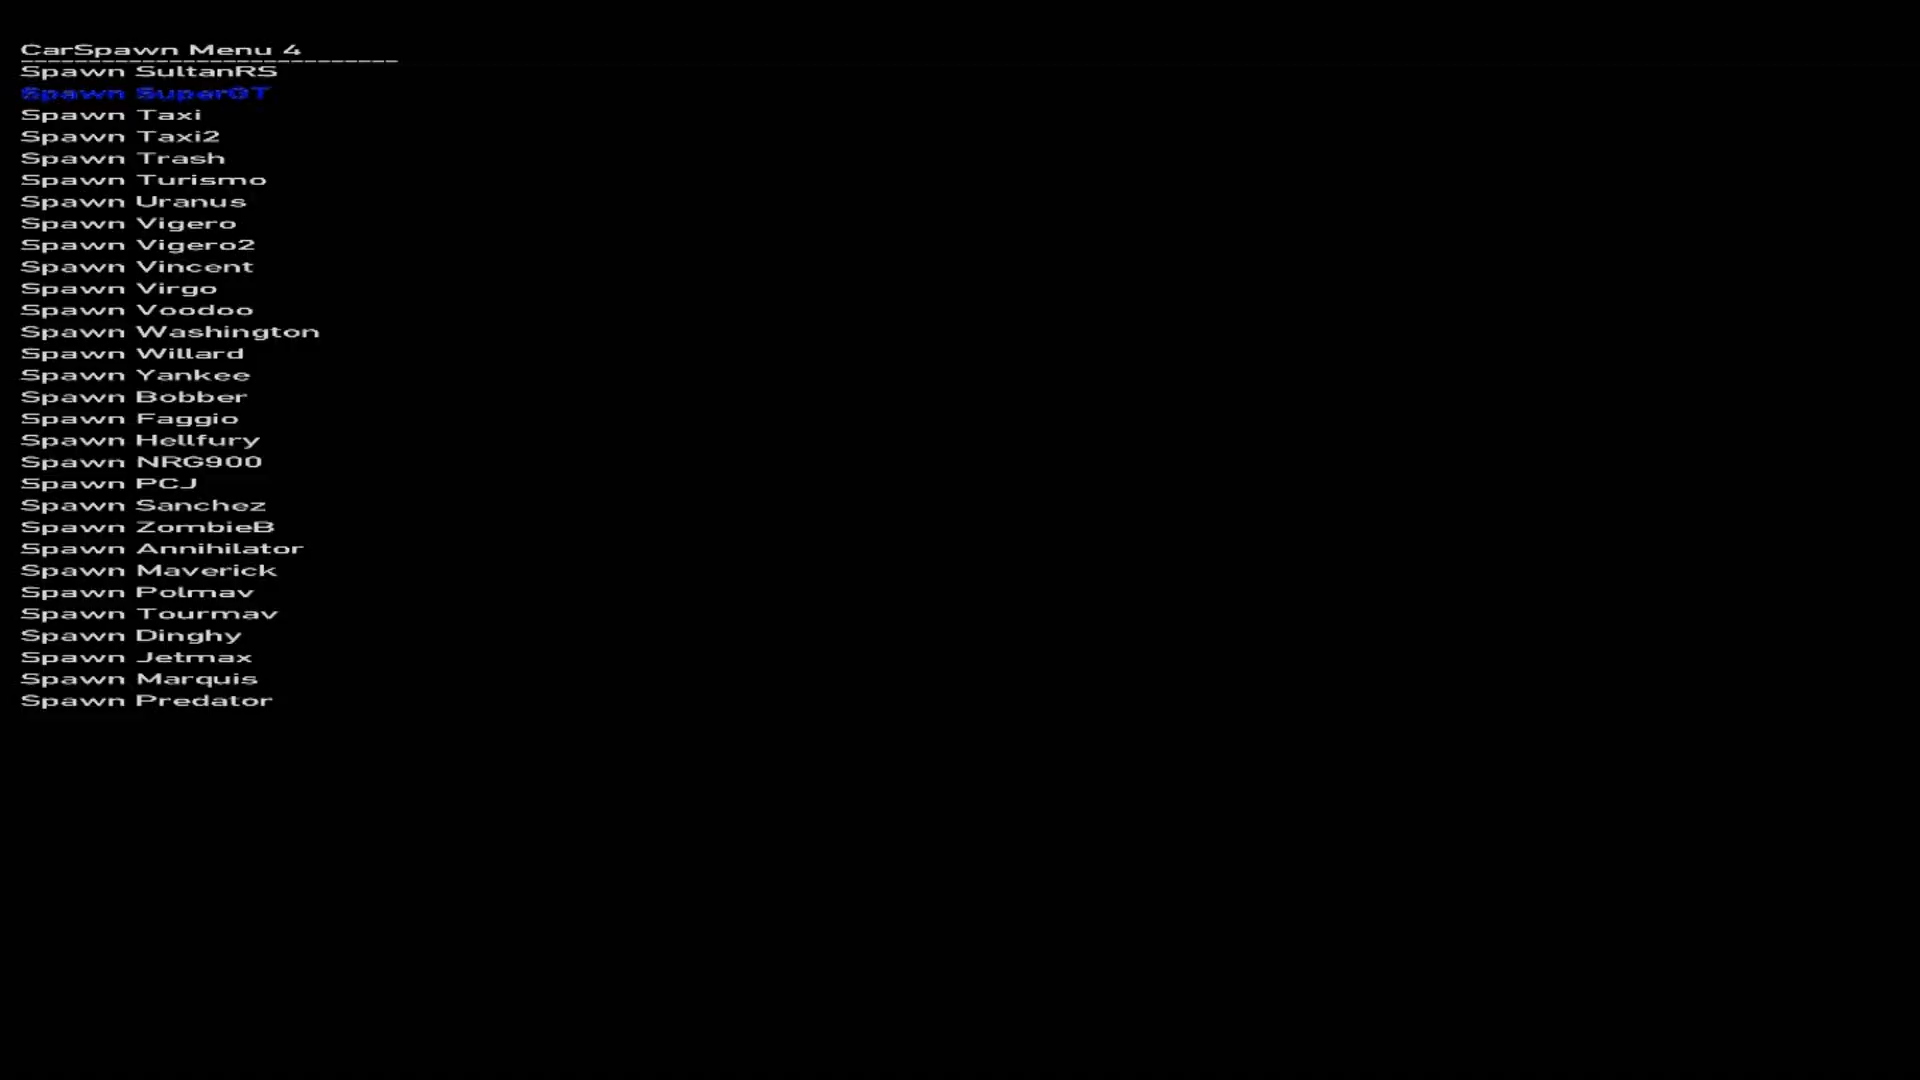 CarSpawn Menu 4
Spawn SultanRS
Spawn SuperGT
Spawn Taxi
Spawn Taxi2
Spawn Trash
Spawn Turismo
Spawn Uranus
Spawn Vigero
Spawn Vigero2
Spawn Vincent
Spawn Virgo
Spawn Voodoo
Spawn Washington
Spawn Willard
Spawn Yankee
Spawn Bobber
Spawn Faggio
Spawn Hellfury
Spawn NRG900
Spawn PCJ
Spawn Sanchez
Spawn ZombieB
Spawn Annihilator
Spawn Maverick
Spawn Polmav
Spawn Tourmav
Spawn Dinghy
Spawn Jetmax
Spawn Marquis
Spawn Predator